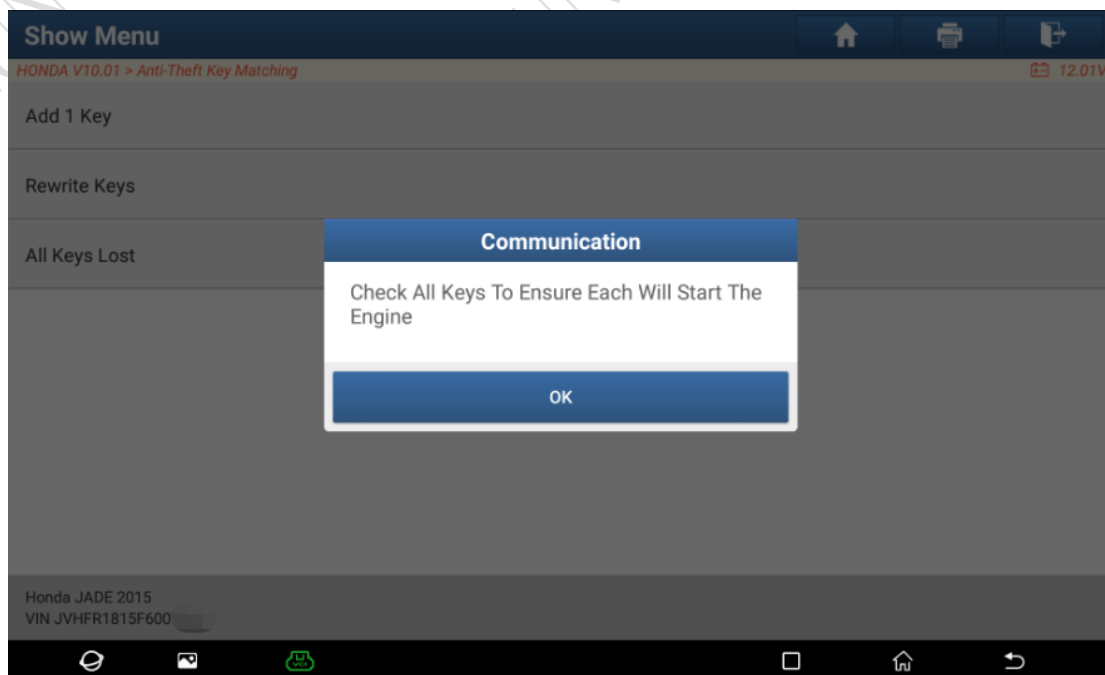 Show Menu
HONDA V10.01 > Anti-Theft Key Matching
12.01V
Add 1 Key
Rewrite Keys
All Keys Lost
Communication
Check All Keys To Ensure Each Will Start The
Engine
OK
Honda JADE 2015
VIN JVHFR1815F600
VCI